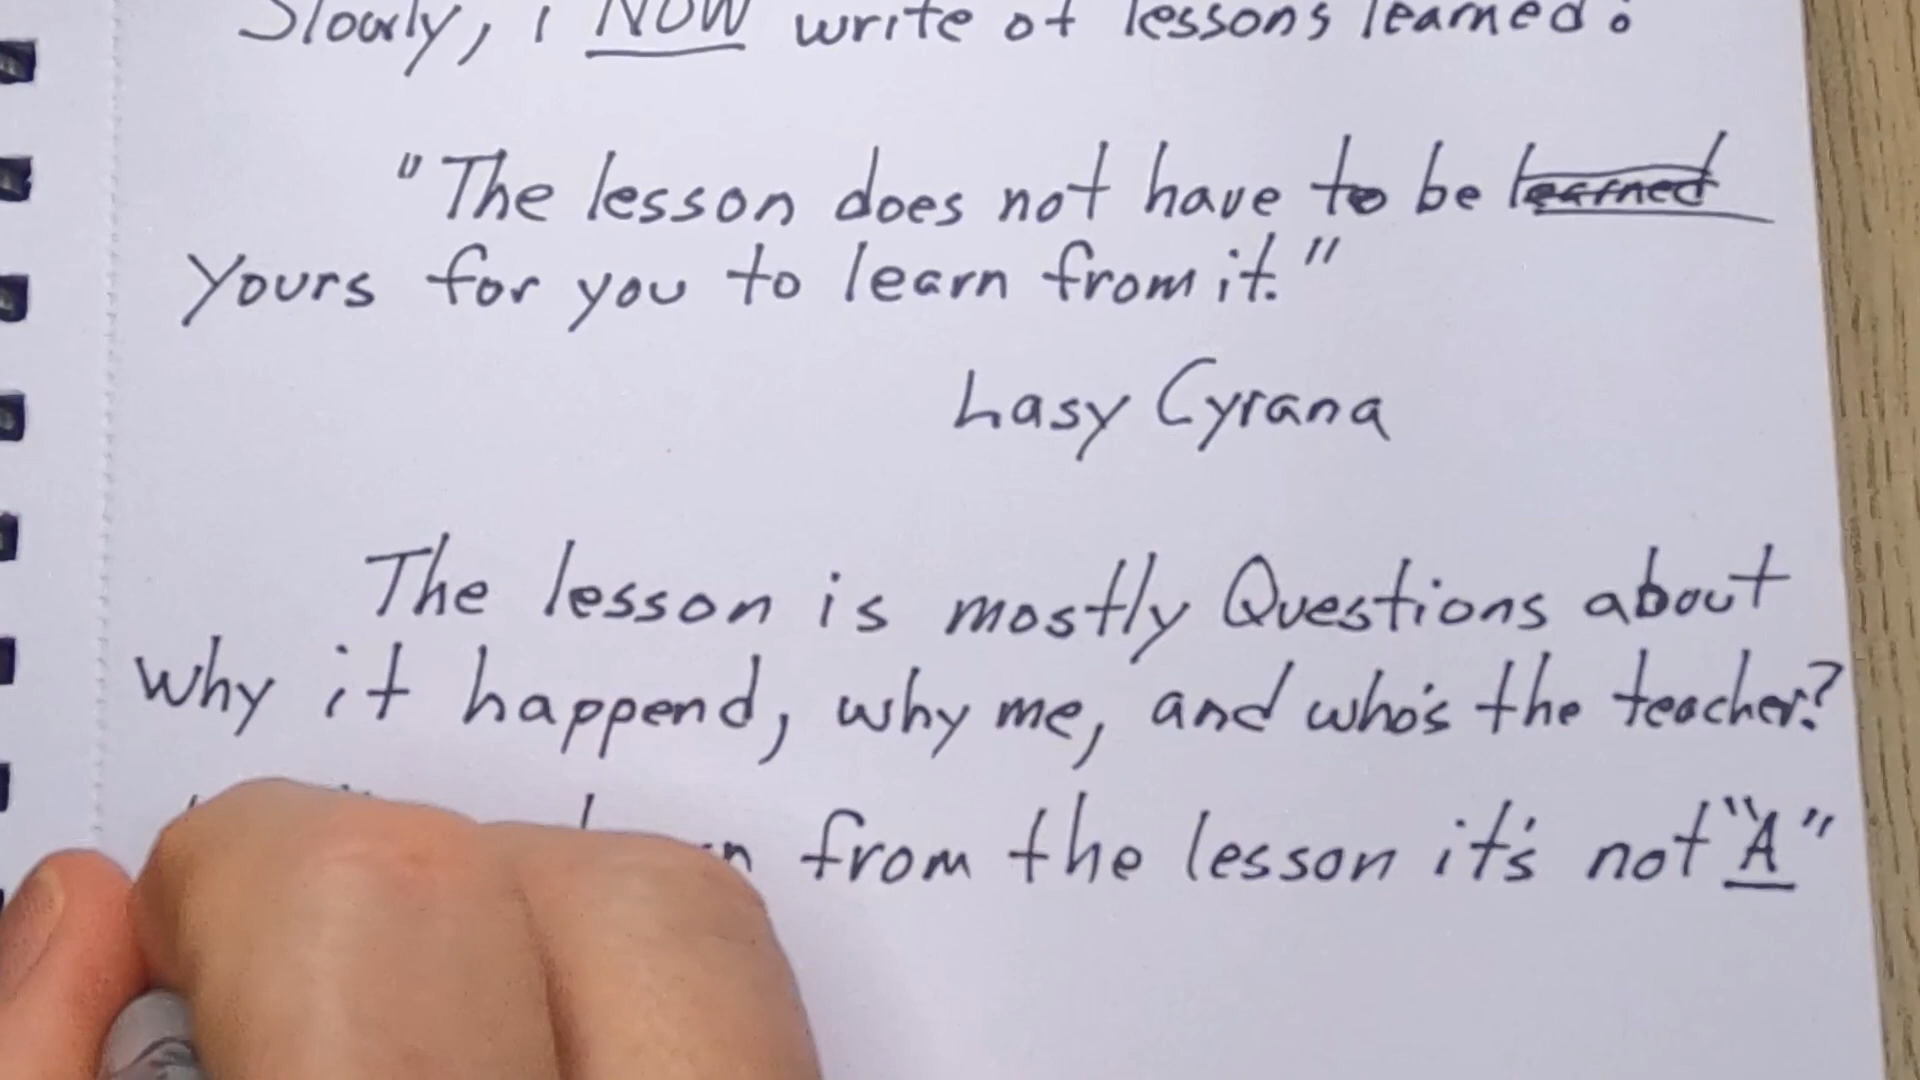 Slowly, i NOW write of lessons learned:
"The lesson does not have to be learned
yours for you to learn from it."
Lasy Cyrana
The lesson is mostly Questions about
why it happend, why me, and who's the teacher?
from the lesson it's not "A"